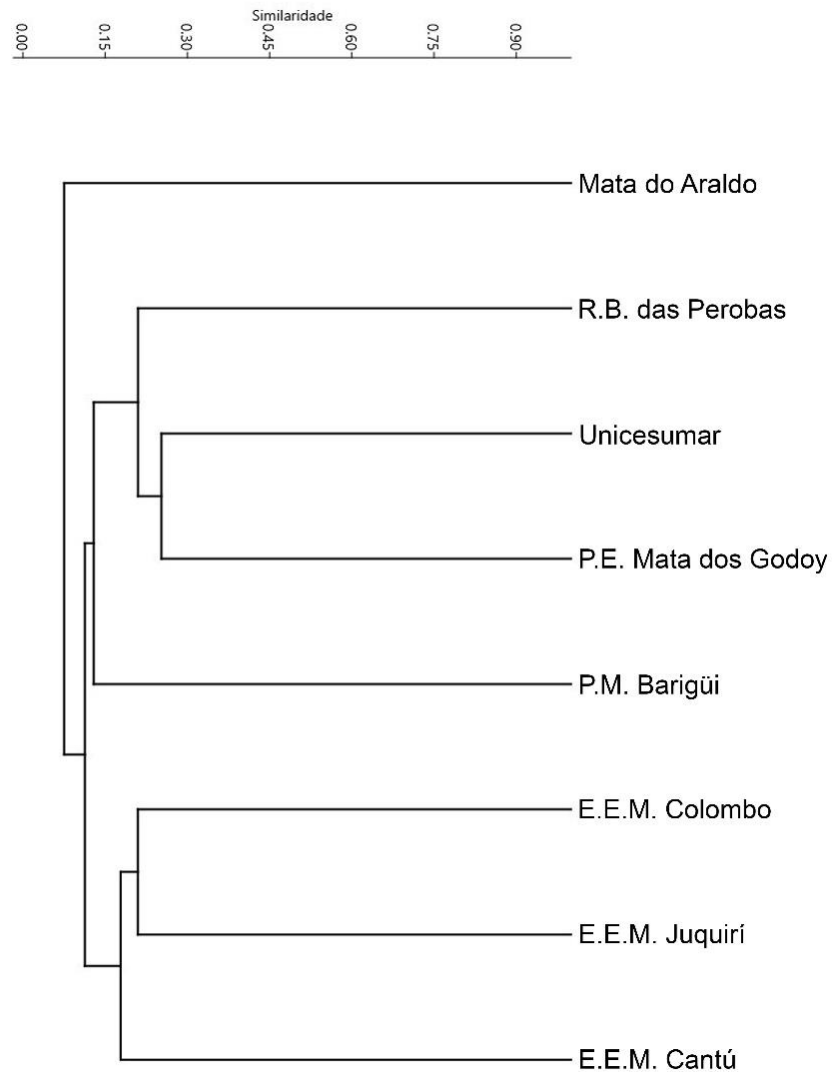 Similaridade
0.00
0.15
0.30
0.45
0.60
0.75
0.90
Mata do Araldo
R.B. das Perobas
Unicesumar
P.E. Mata dos Godoy
P.M. Barigüi
E.E.M. Colombo
E.E.M. Juquirí
E.E.M. Cantú